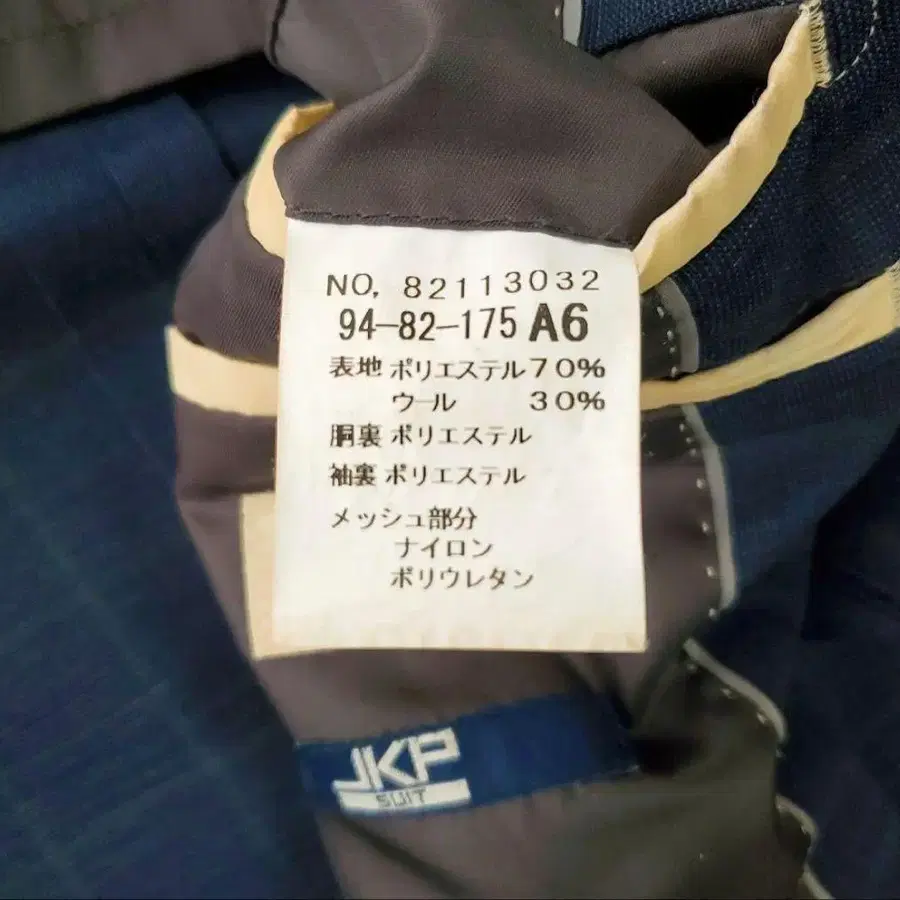 NO, 82113032
94-82-175 A6
表地 ポリエステル70%
ウール 30%
胴裏 ポリエステル
袖裏 ポリエステル
メッシュ部分
ナイロン
ポリウレタン
JKP
SUIT